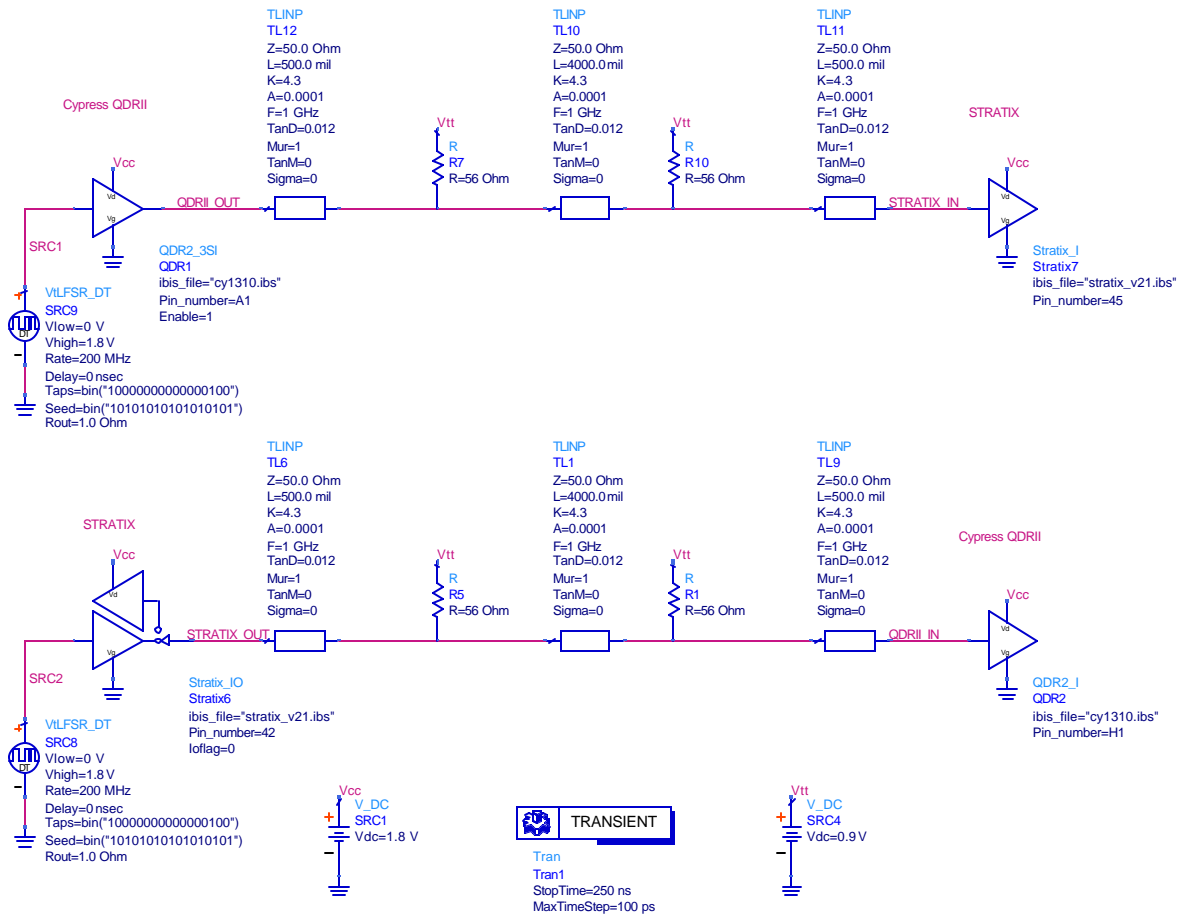 TLINP
TL12
Z=50.0 Ohm
L=500.0 mil
K=4.3
A=0.0001
F=1 GHz
TanD=0.012
Mur=1
TanM=0
Sigma=0
TLINP
TL10
Z=50.0 Ohm
L=4000.0 mil
K=4.3
A=0.0001
F=1 GHz
TanD=0.012
Mur=1
TanM=0
Sigma=0
TLINP
TL11
Z=50.0 Ohm
L=500.0 mil
K=4.3
A=0.0001
F=1 GHz
TanD=0.012
Mur=1
TanM=0
Sigma=0
Cypress QDRII
STRATIX
Vcc
Vd
Vg
QDRII_OUT
Vtt
R
R7
R=56 Ohm
Vtt
R
R10
R=56 Ohm
STRATIX_IN
Vcc
Vd
Vg
SRC1
QDR2_3SI
QDR1
ibis_file="cy1310.ibs"
Pin_number=A1
Enable=1
Stratix_I
Stratix7
ibis_file="stratix_v21.ibs"
Pin_number=45
VtLFSR_DT
SRC9
Vlow=0 V
Vhigh=1.8 V
Rate=200 MHz
Delay=0 nsec
Taps=bin("10000000000000100")
Seed=bin("10101010101010101")
Rout=1.0 Ohm
DT
TLINP
TL6
Z=50.0 Ohm
L=500.0 mil
K=4.3
A=0.0001
F=1 GHz
TanD=0.012
Mur=1
TanM=0
Sigma=0
TLINP
TL1
Z=50.0 Ohm
L=4000.0 mil
K=4.3
A=0.0001
F=1 GHz
TanD=0.012
Mur=1
TanM=0
Sigma=0
TLINP
TL9
Z=50.0 Ohm
L=500.0 mil
K=4.3
A=0.0001
F=1 GHz
TanD=0.012
Mur=1
TanM=0
Sigma=0
STRATIX
Cypress QDRII
Vcc
Vd
Vg
STRATIX_OUT
Vtt
R
R5
R=56 Ohm
Vtt
R
R1
R=56 Ohm
QDRII_IN
Vcc
Vd
Vg
SRC2
Stratix_IO
Stratix6
ibis_file="stratix_v21.ibs"
Pin_number=42
Ioflag=0
QDR2_I
QDR2
ibis_file="cy1310.ibs"
Pin_number=H1
VtLFSR_DT
SRC8
Vlow=0 V
Vhigh=1.8 V
Rate=200 MHz
Delay=0 nsec
Taps=bin("10000000000000100")
Seed=bin("10101010101010101")
Rout=1.0 Ohm
DT
Vcc
V_DC
SRC1
Vdc=1.8 V
TRANSIENT
Tran
Tran1
StopTime=250 ns
MaxTimeStep=100 ps
Vtt
V_DC
SRC4
Vdc=0.9 V